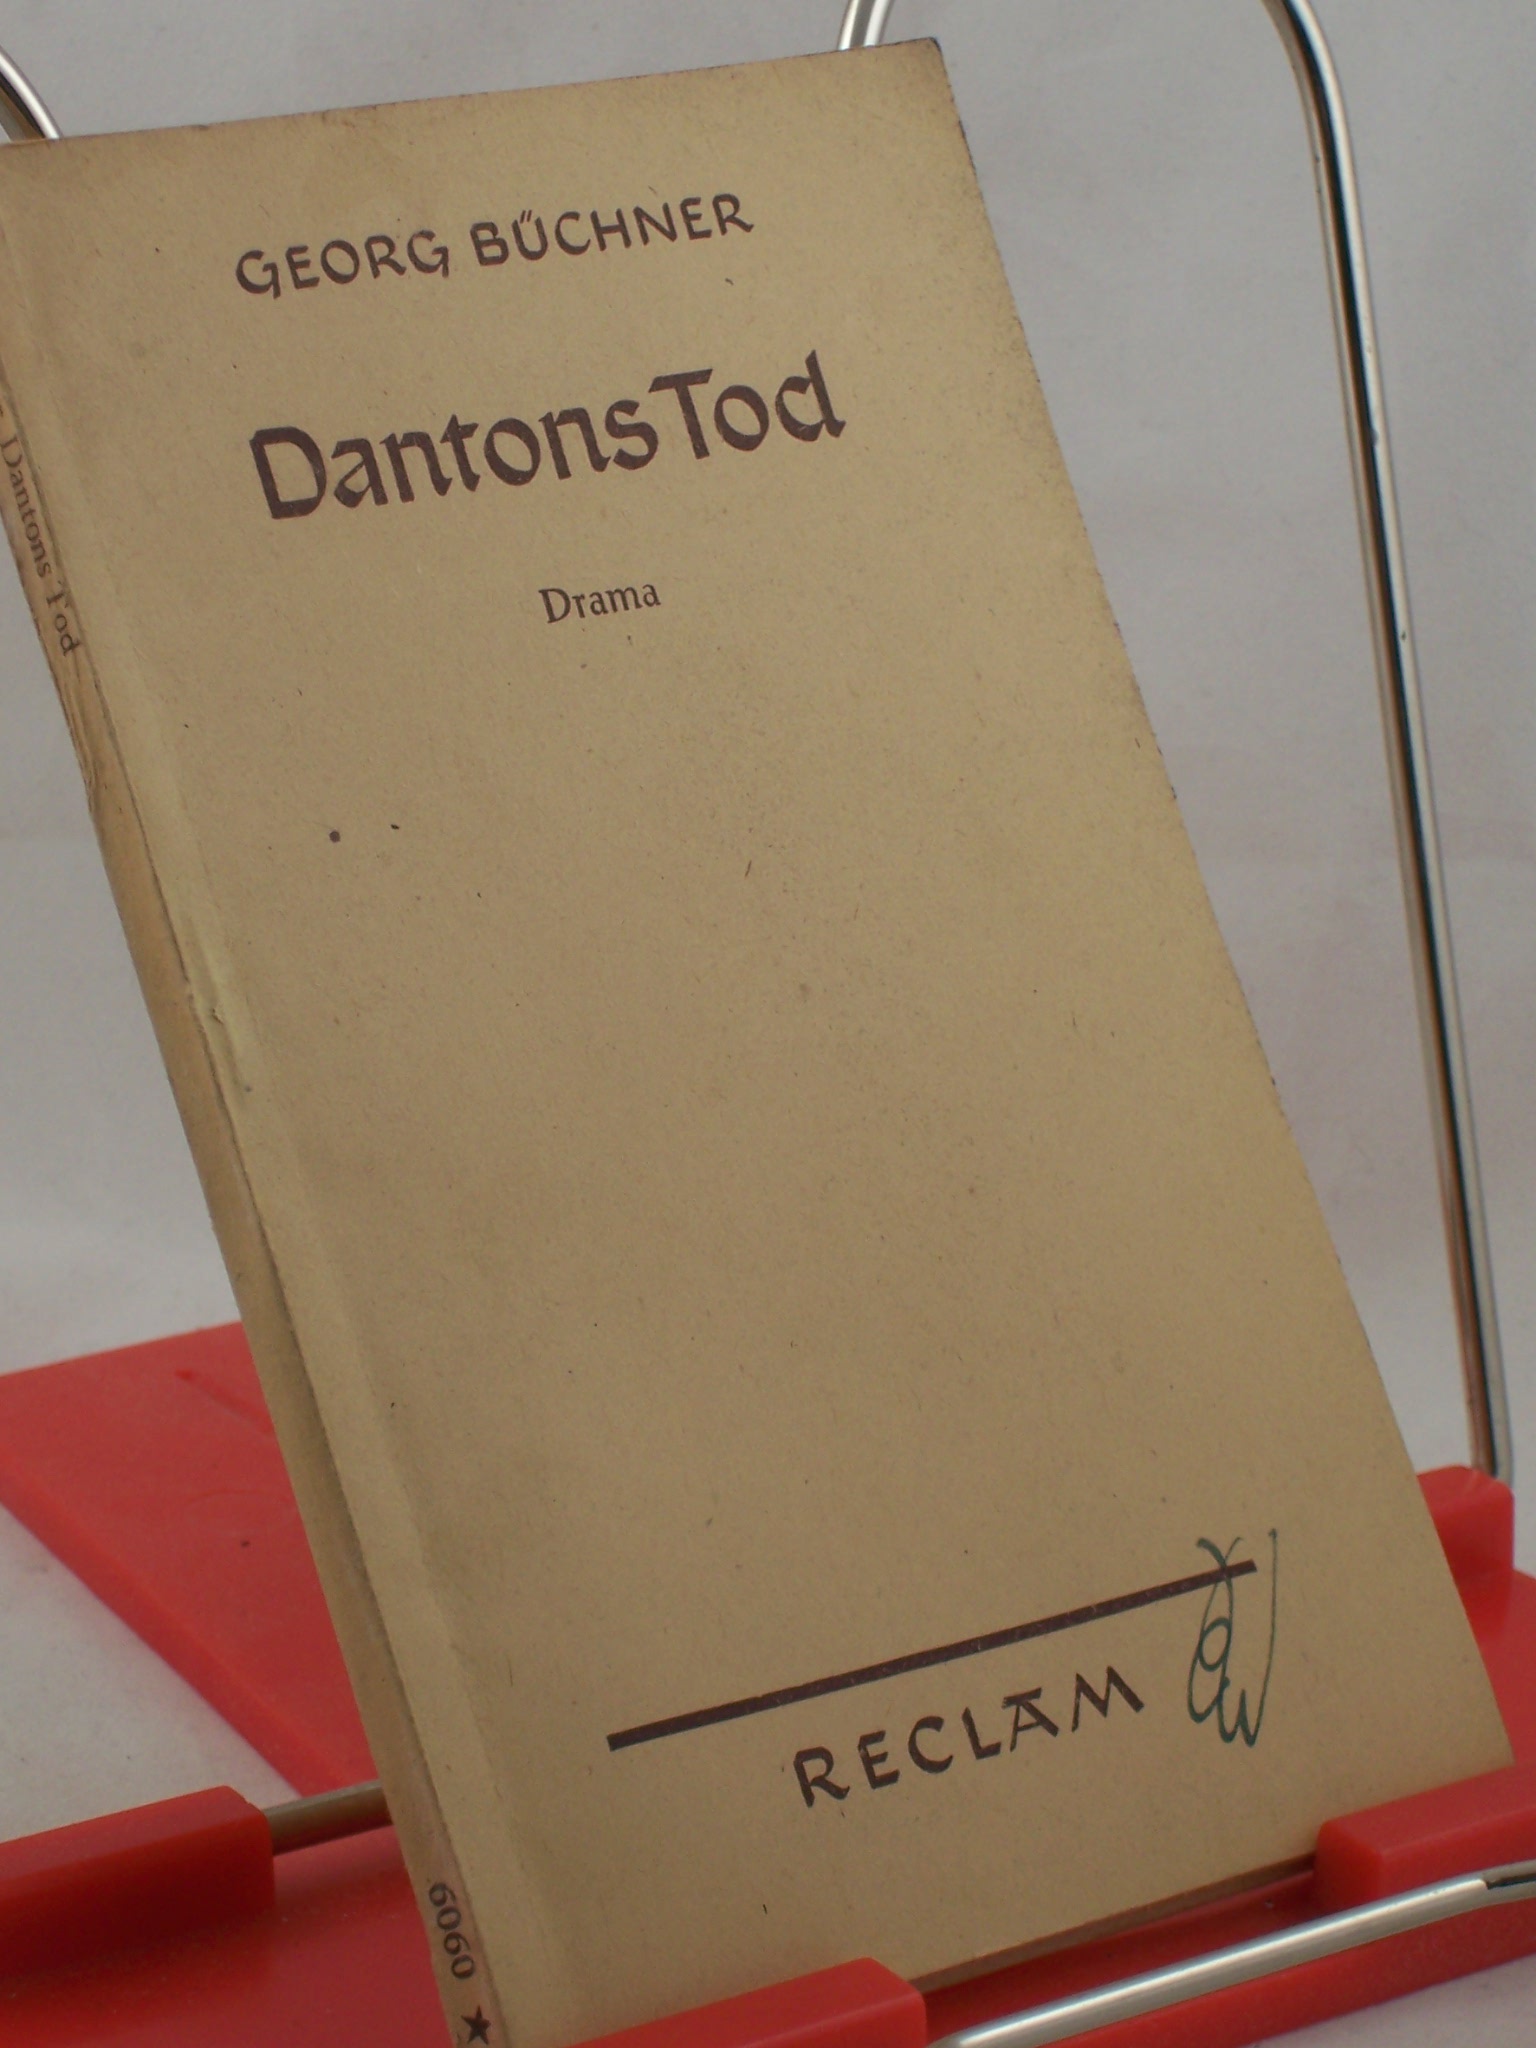 GEORG BÜCHNER
Dantons Tod
Drama
RECLAM
Dantons Tod
6060 ★